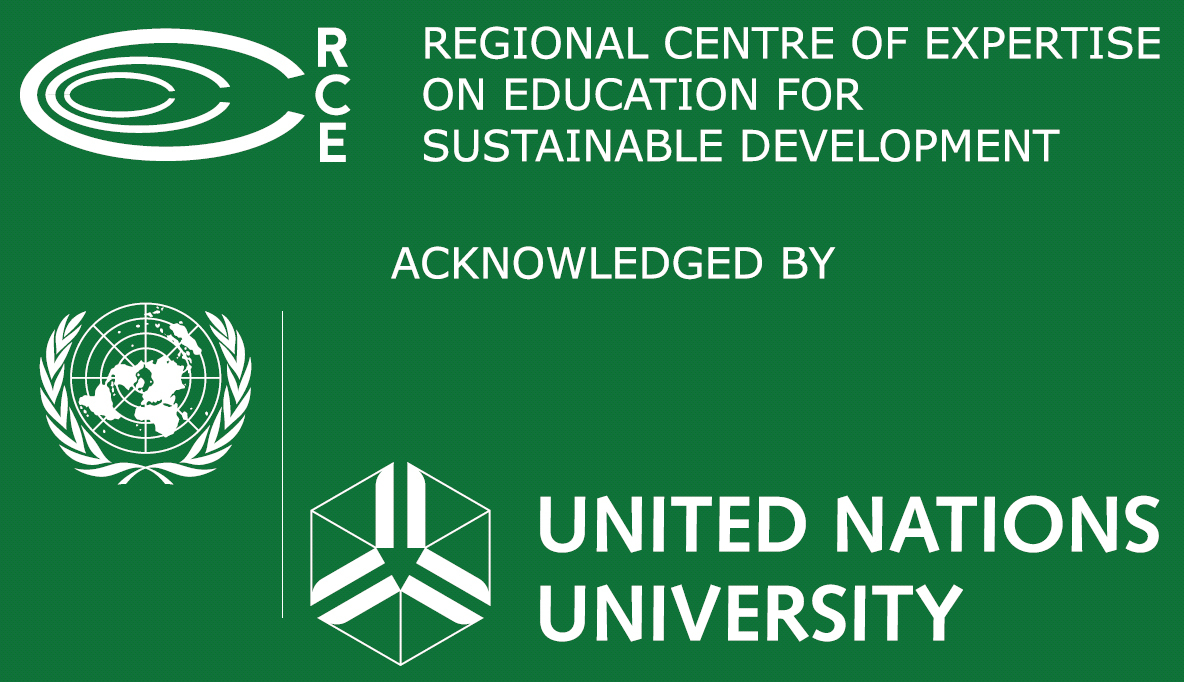 R
C
E
REGIONAL CENTRE OF EXPERTISE
ON EDUCATION FOR
SUSTAINABLE DEVELOPMENT
ACKNOWLEDGED BY
UNITED NATIONS
UNIVERSITY